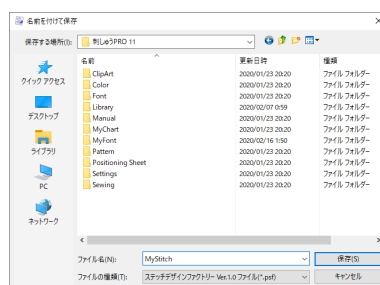 名前を付けて保存
保存する場所(I): 刺しゅうPRO 11
名前 更新日時 種類
ClipArt 2020/01/23 20:20 ファイル フォルダー
Color 2020/01/23 20:20 ファイル フォルダー
Font 2020/01/23 20:20 ファイル フォルダー
Library 2020/02/07 0:59 ファイル フォルダー
Manual 2020/01/23 20:20 ファイル フォルダー
MyChart 2020/01/23 20:20 ファイル フォルダー
MyFont 2020/02/16 1:50 ファイル フォルダー
Pattern 2020/01/23 20:20 ファイル フォルダー
Positioning Sheet 2020/01/23 20:20 ファイル フォルダー
Settings 2020/01/23 20:20 ファイル フォルダー
Sewing 2020/01/23 20:20 ファイル フォルダー
クイック アクセス
デスクトップ
ライブラリ
PC
ネットワーク
ファイル名(N): MyStitch 保存(S)
ファイルの種類(T): ステッチデザインファクトリー Ver.1.0 ファイル(*.psf) キャンセル